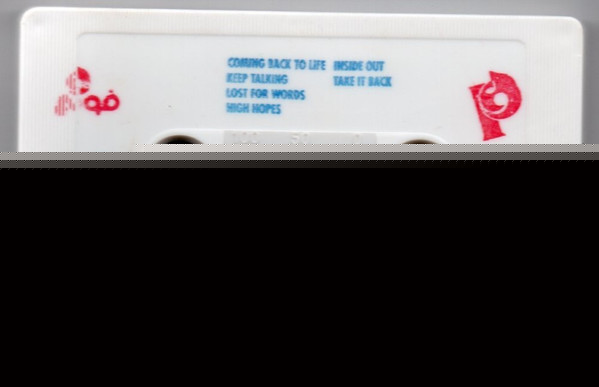 COMING BACK TO LIFE
KEEP TALKING
LOST FOR WORDS
HIGH HOPES
INSIDE OUT
TAKE IT BACK
100 50 0